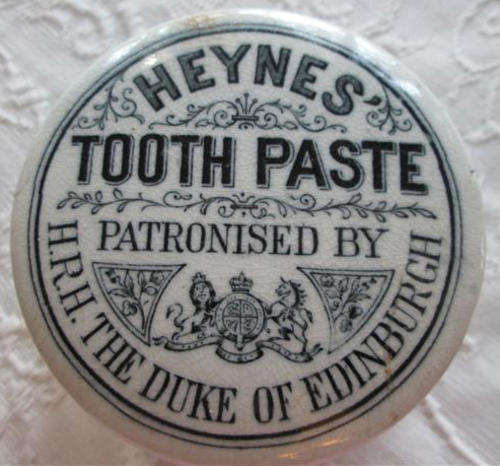 HEYNES'
TOOTH PASTE
PATRONISED BY
H.R.H. THE DUKE OF EDINBURGH